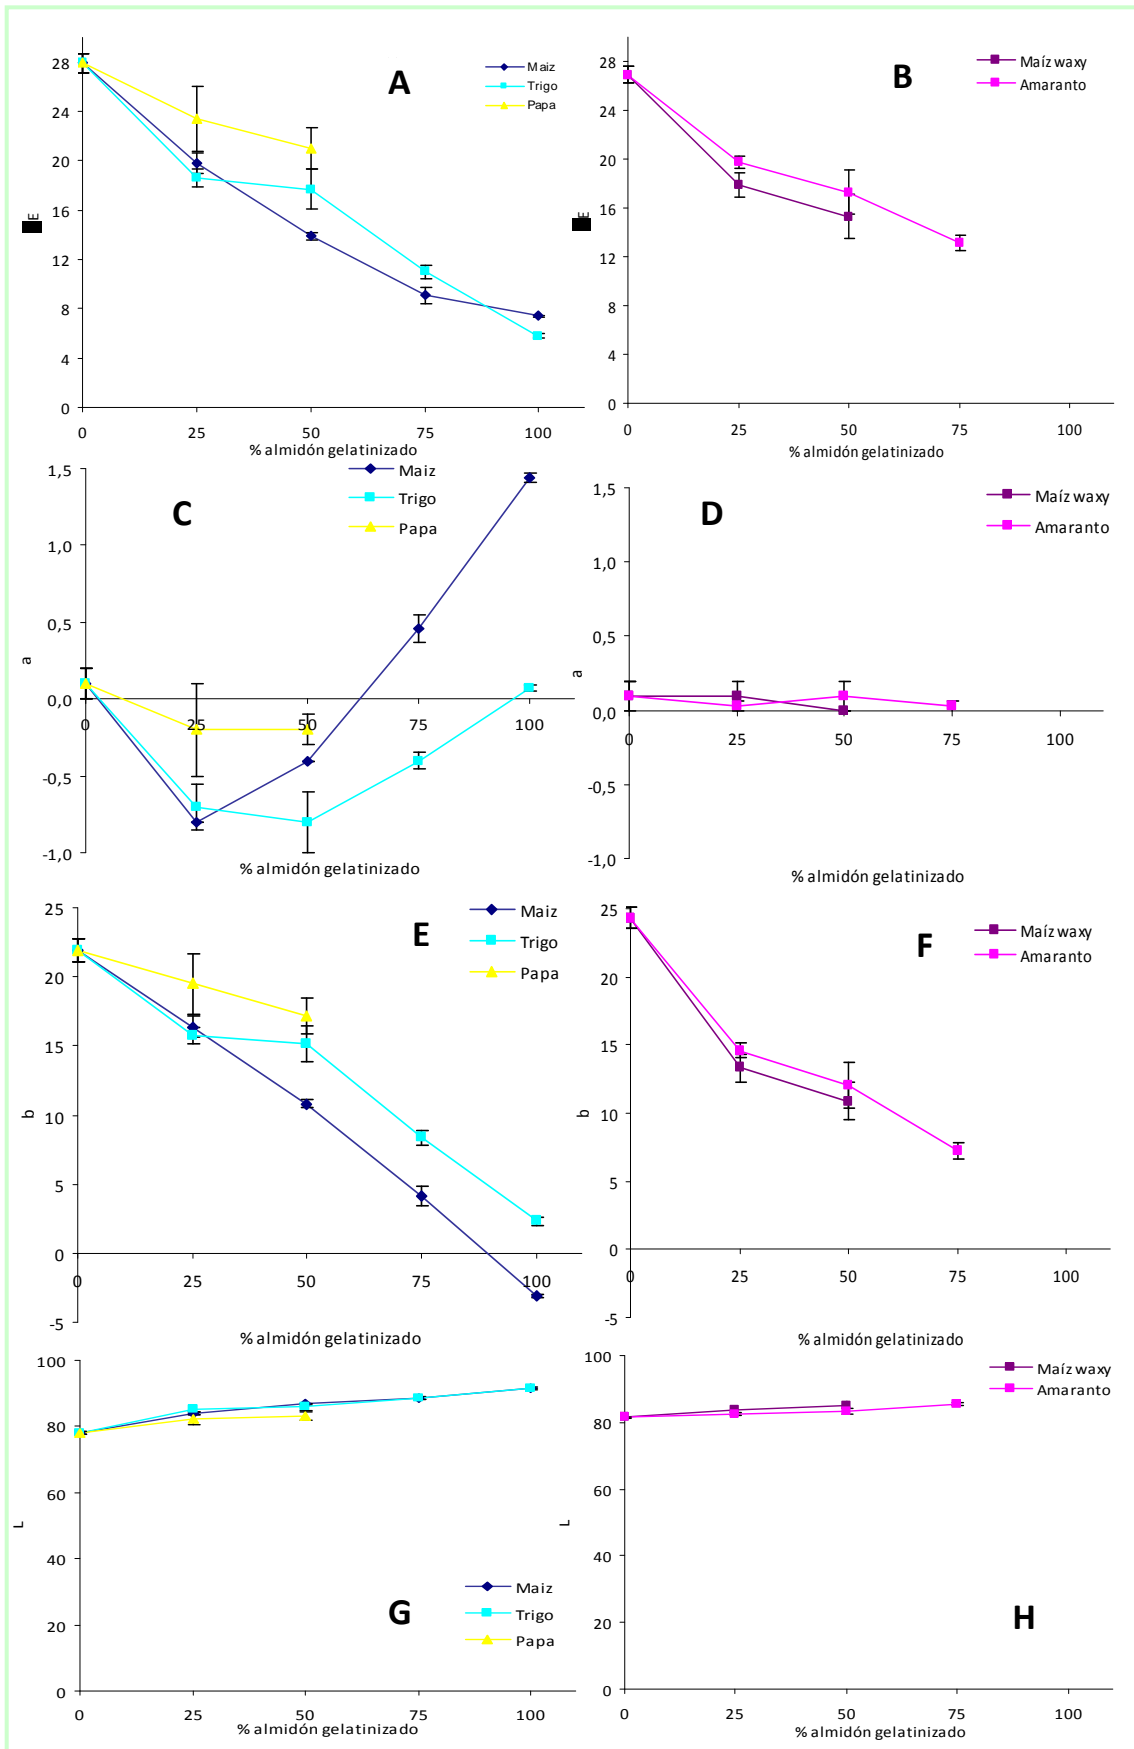 A
Maiz
Trigo
Papa
28
24
20
16
12
8
4
0
E
0 25 50 75 100
% almidón gelatinizado
B
Maíz waxy
Amaranto
28
24
20
16
12
8
4
0
E
0 25 50 75 100
% almidón gelatinizado
C
Maiz
Trigo
Papa
1,5
1,0
0,5
0,0
-0,5
-1,0
a
0 25 50 75 100
% almidón gelatinizado
D
Maíz waxy
Amaranto
1,5
1,0
0,5
0,0
-0,5
-1,0
a
0 25 50 75 100
% almidón gelatinizado
E
Maiz
Trigo
Papa
25
20
15
10
5
0
-5
b
0 25 50 75 100
% almidón gelatinizado
F
Maíz waxy
Amaranto
25
20
15
10
5
0
-5
b
0 25 50 75 100
% almidón gelatinizado
G
Maiz
Trigo
Papa
100
80
60
40
20
0
L
0 25 50 75 100
% almidón gelatinizado
H
Maíz waxy
Amaranto
100
80
60
40
20
0
L
0 25 50 75 100
% almidón gelatinizado